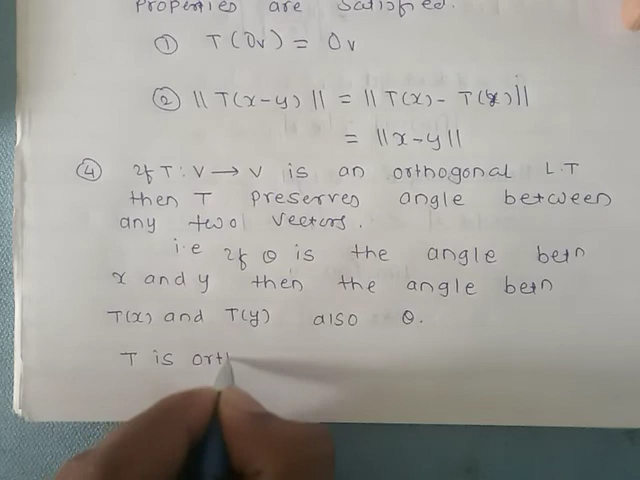 Properties are satisfied.
① T(0v) = 0v
② ||T(x-y)|| = ||T(x) - T(y)||
= ||x-y||
④ If T: V → V is an orthogonal L.T
then T preserves angle between
any two vectors.
i.e if θ is the angle betn
x and y then the angle betn
T(x) and T(y) also θ.
T is orth